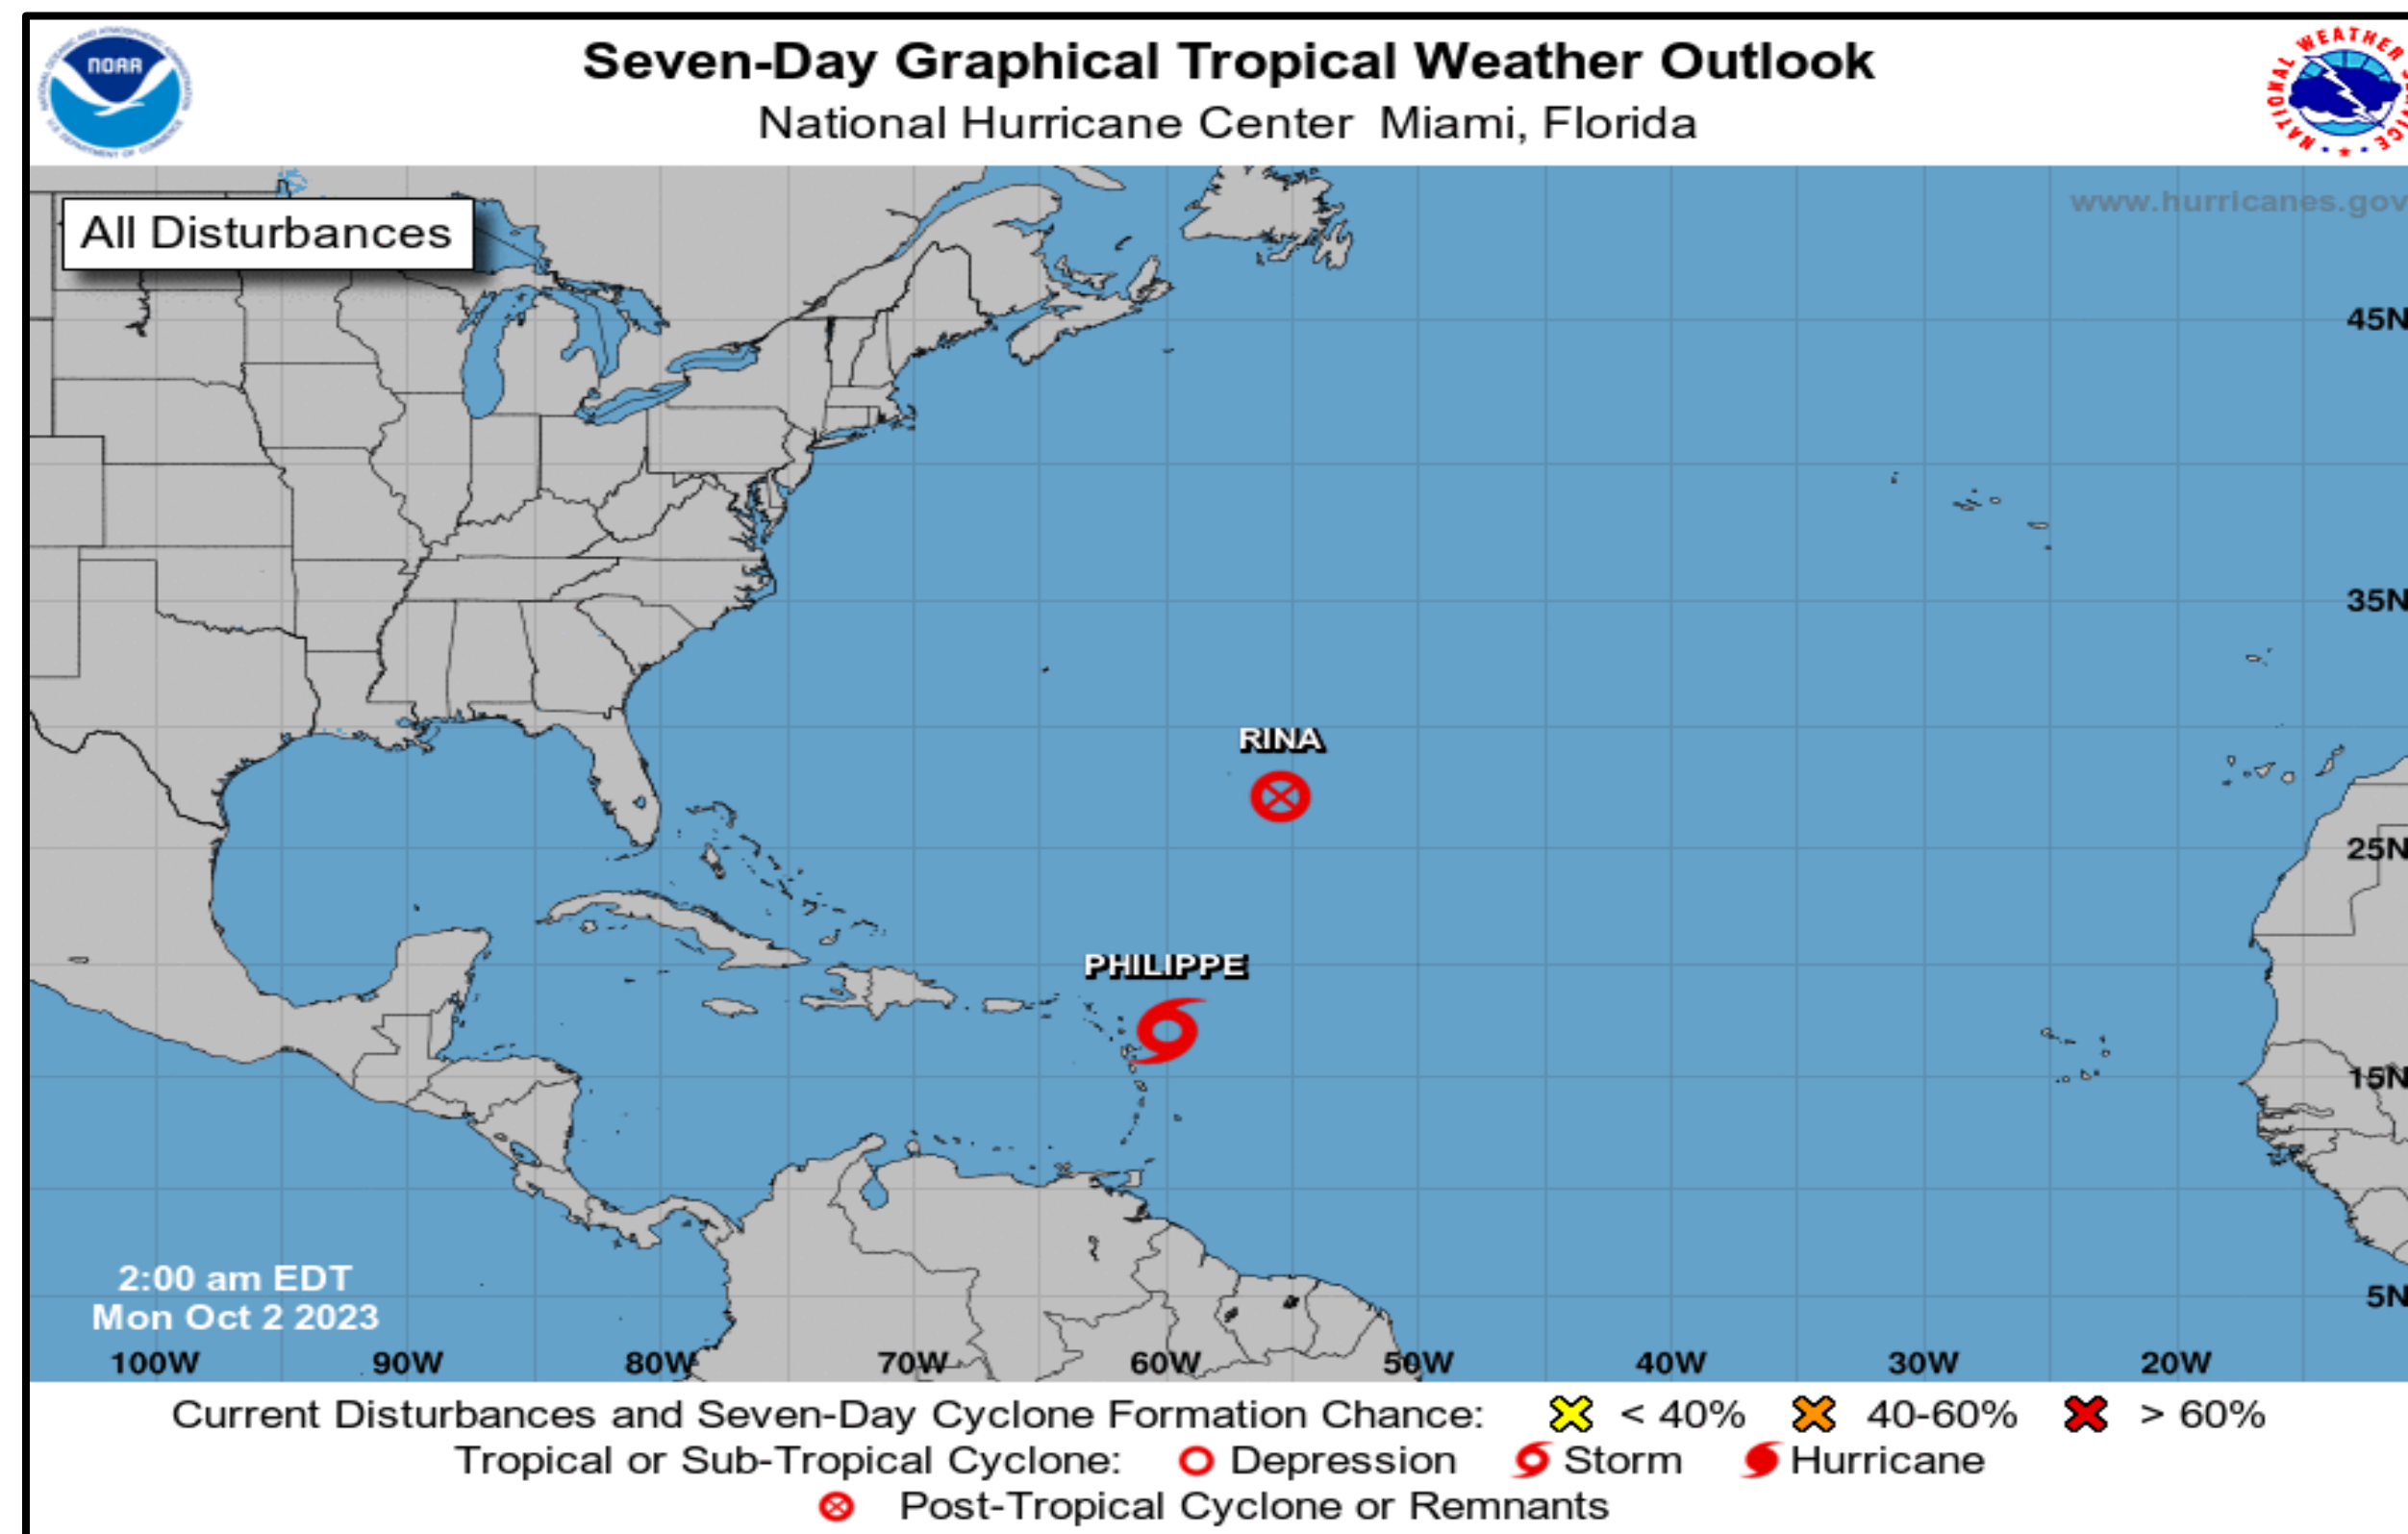 Seven-Day Graphical Tropical Weather Outlook
National Hurricane Center Miami, Florida
NOAA
NATIONAL WEATHER
www.hurricanes.gov
All Disturbances
45N
35N
RINA
25N
PHILIPPE
15N
5N
2:00 am EDT
Mon Oct 2 2023
100W 90W 80W 70W 60W 50W 40W 30W 20W
Current Disturbances and Seven-Day Cyclone Formation Chance: < 40% 40-60% > 60%
Tropical or Sub-Tropical Cyclone: Depression Storm Hurricane
Post-Tropical Cyclone or Remnants